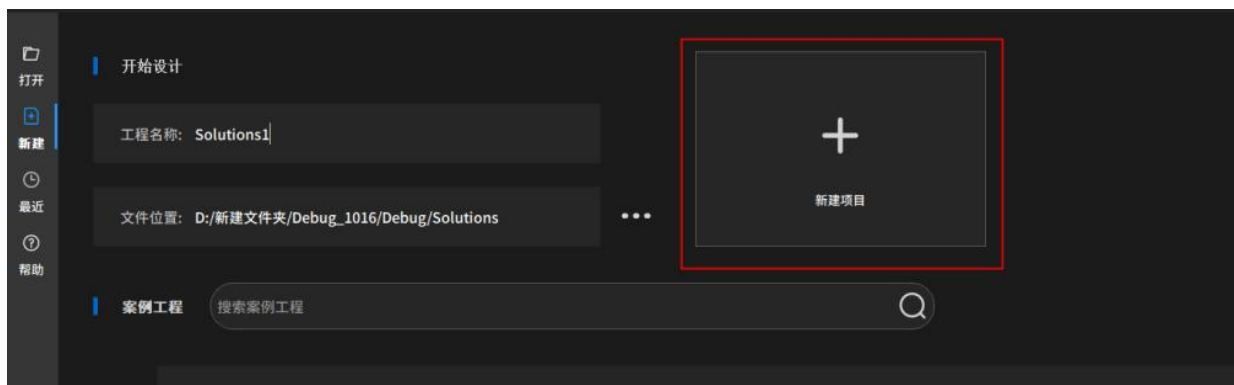 打开
新建
最近
帮助
开始设计
工程名称: Solutions1
文件位置: D:/新建文件夹/Debug_1016/Debug/Solutions
新建项目
案例工程
搜索案例工程